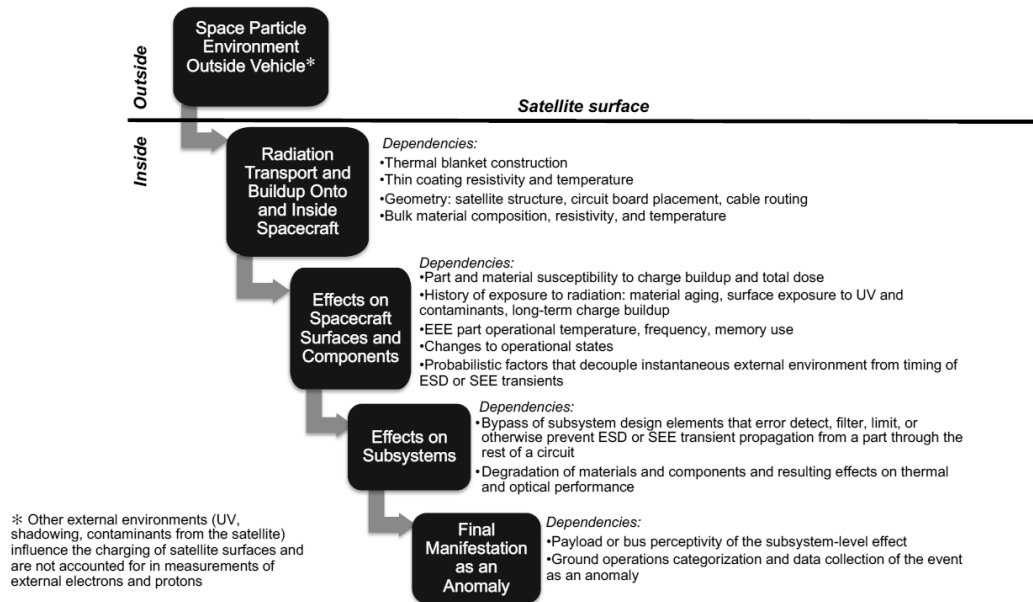 Space Particle
Environment
Outside Vehicle*
Outside
Satellite surface
Inside
Radiation
Transport and
Buildup Onto
and Inside
Spacecraft
Dependencies:
•Thermal blanket construction
•Thin coating resistivity and temperature
•Geometry: satellite structure, circuit board placement, cable routing
•Bulk material composition, resistivity, and temperature
Effects on
Spacecraft
Surfaces and
Components
Dependencies:
•Part and material susceptibility to charge buildup and total dose
•History of exposure to radiation: material aging, surface exposure to UV and
contaminants, long-term charge buildup
•EEE part operational temperature, frequency, memory use
•Changes to operational states
•Probabilistic factors that decouple instantaneous external environment from timing of
ESD or SEE transients
Effects on
Subsystems
Dependencies:
•Bypass of subsystem design elements that error detect, filter, limit, or
otherwise prevent ESD or SEE transient propagation from a part through the
rest of a circuit
•Degradation of materials and components and resulting effects on thermal
and optical performance
Final
Manifestation
as an
Anomaly
Dependencies:
•Payload or bus perceptivity of the subsystem-level effect
•Ground operations categorization and data collection of the event
as an anomaly
* Other external environments (UV,
shadowing, contaminants from the satellite)
influence the charging of satellite surfaces and
are not accounted for in measurements of
external electrons and protons